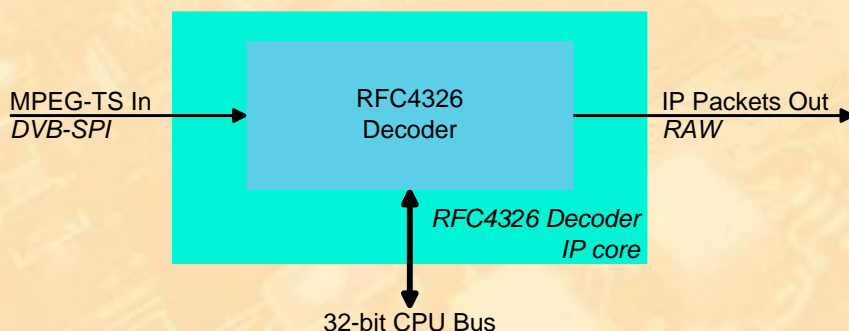 MPEG-TS In
DVB-SPI
RFC4326
Decoder
IP Packets Out
RAW
RFC4326 Decoder
IP core
32-bit CPU Bus